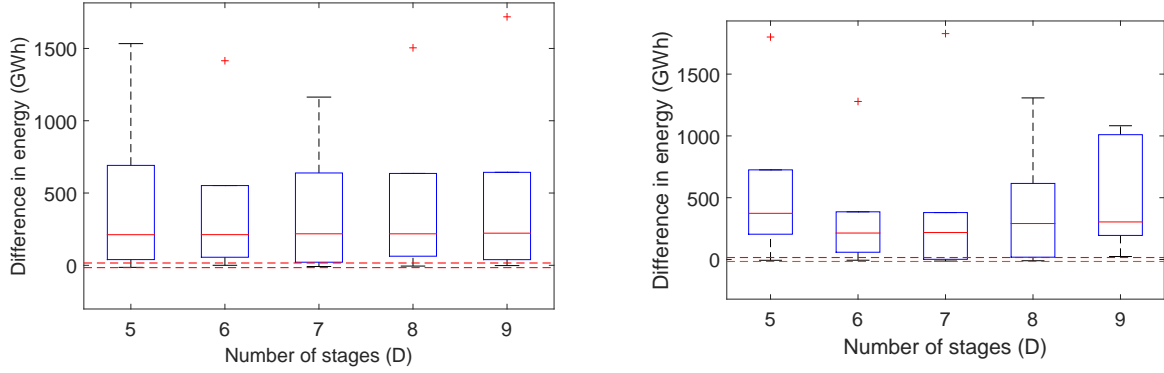 Difference in energy (GWh)
1500
1000
500
0
5 6 7 8 9
Number of stages (D)
Difference in energy (GWh)
1500
1000
500
0
5 6 7 8 9
Number of stages (D)